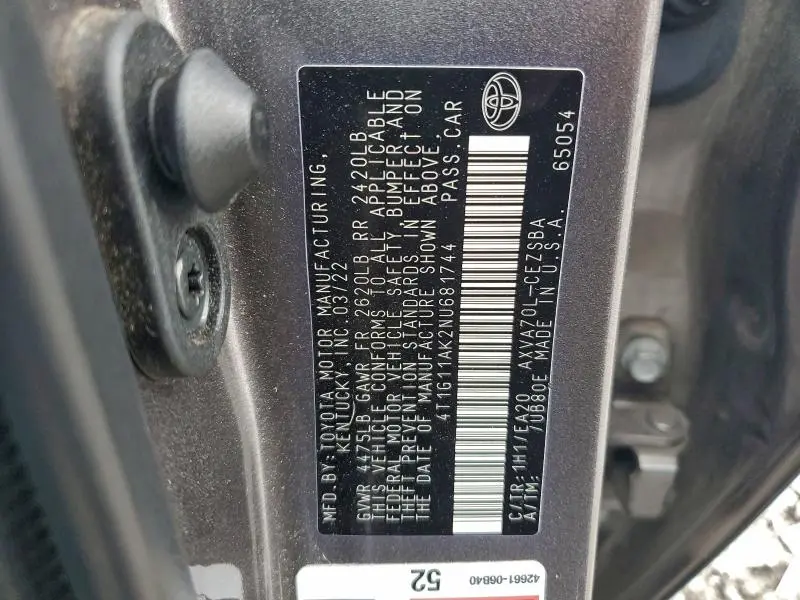 MFD. BY: TOYOTA MOTOR MANUFACTURING,
KENTUCKY, INC. 03/22
GVWR 4475LB GAWR FR 2620LB RR 2420LB
THIS VEHICLE CONFORMS TO ALL APPLICABLE
FEDERAL MOTOR VEHICLE SAFETY, BUMPER AND
THEFT PREVENTION STANDARDS, IN EFFECT ON
THE DATE OF MANUFACTURE SHOWN ABOVE.
4T1G11AK2NU681744 PASS. CAR
C/TR: 1H1/EA20 AXVA70L-CEZSBA
A/TM: /UB80E MADE IN U.S.A. 65054
52
42661-06B40